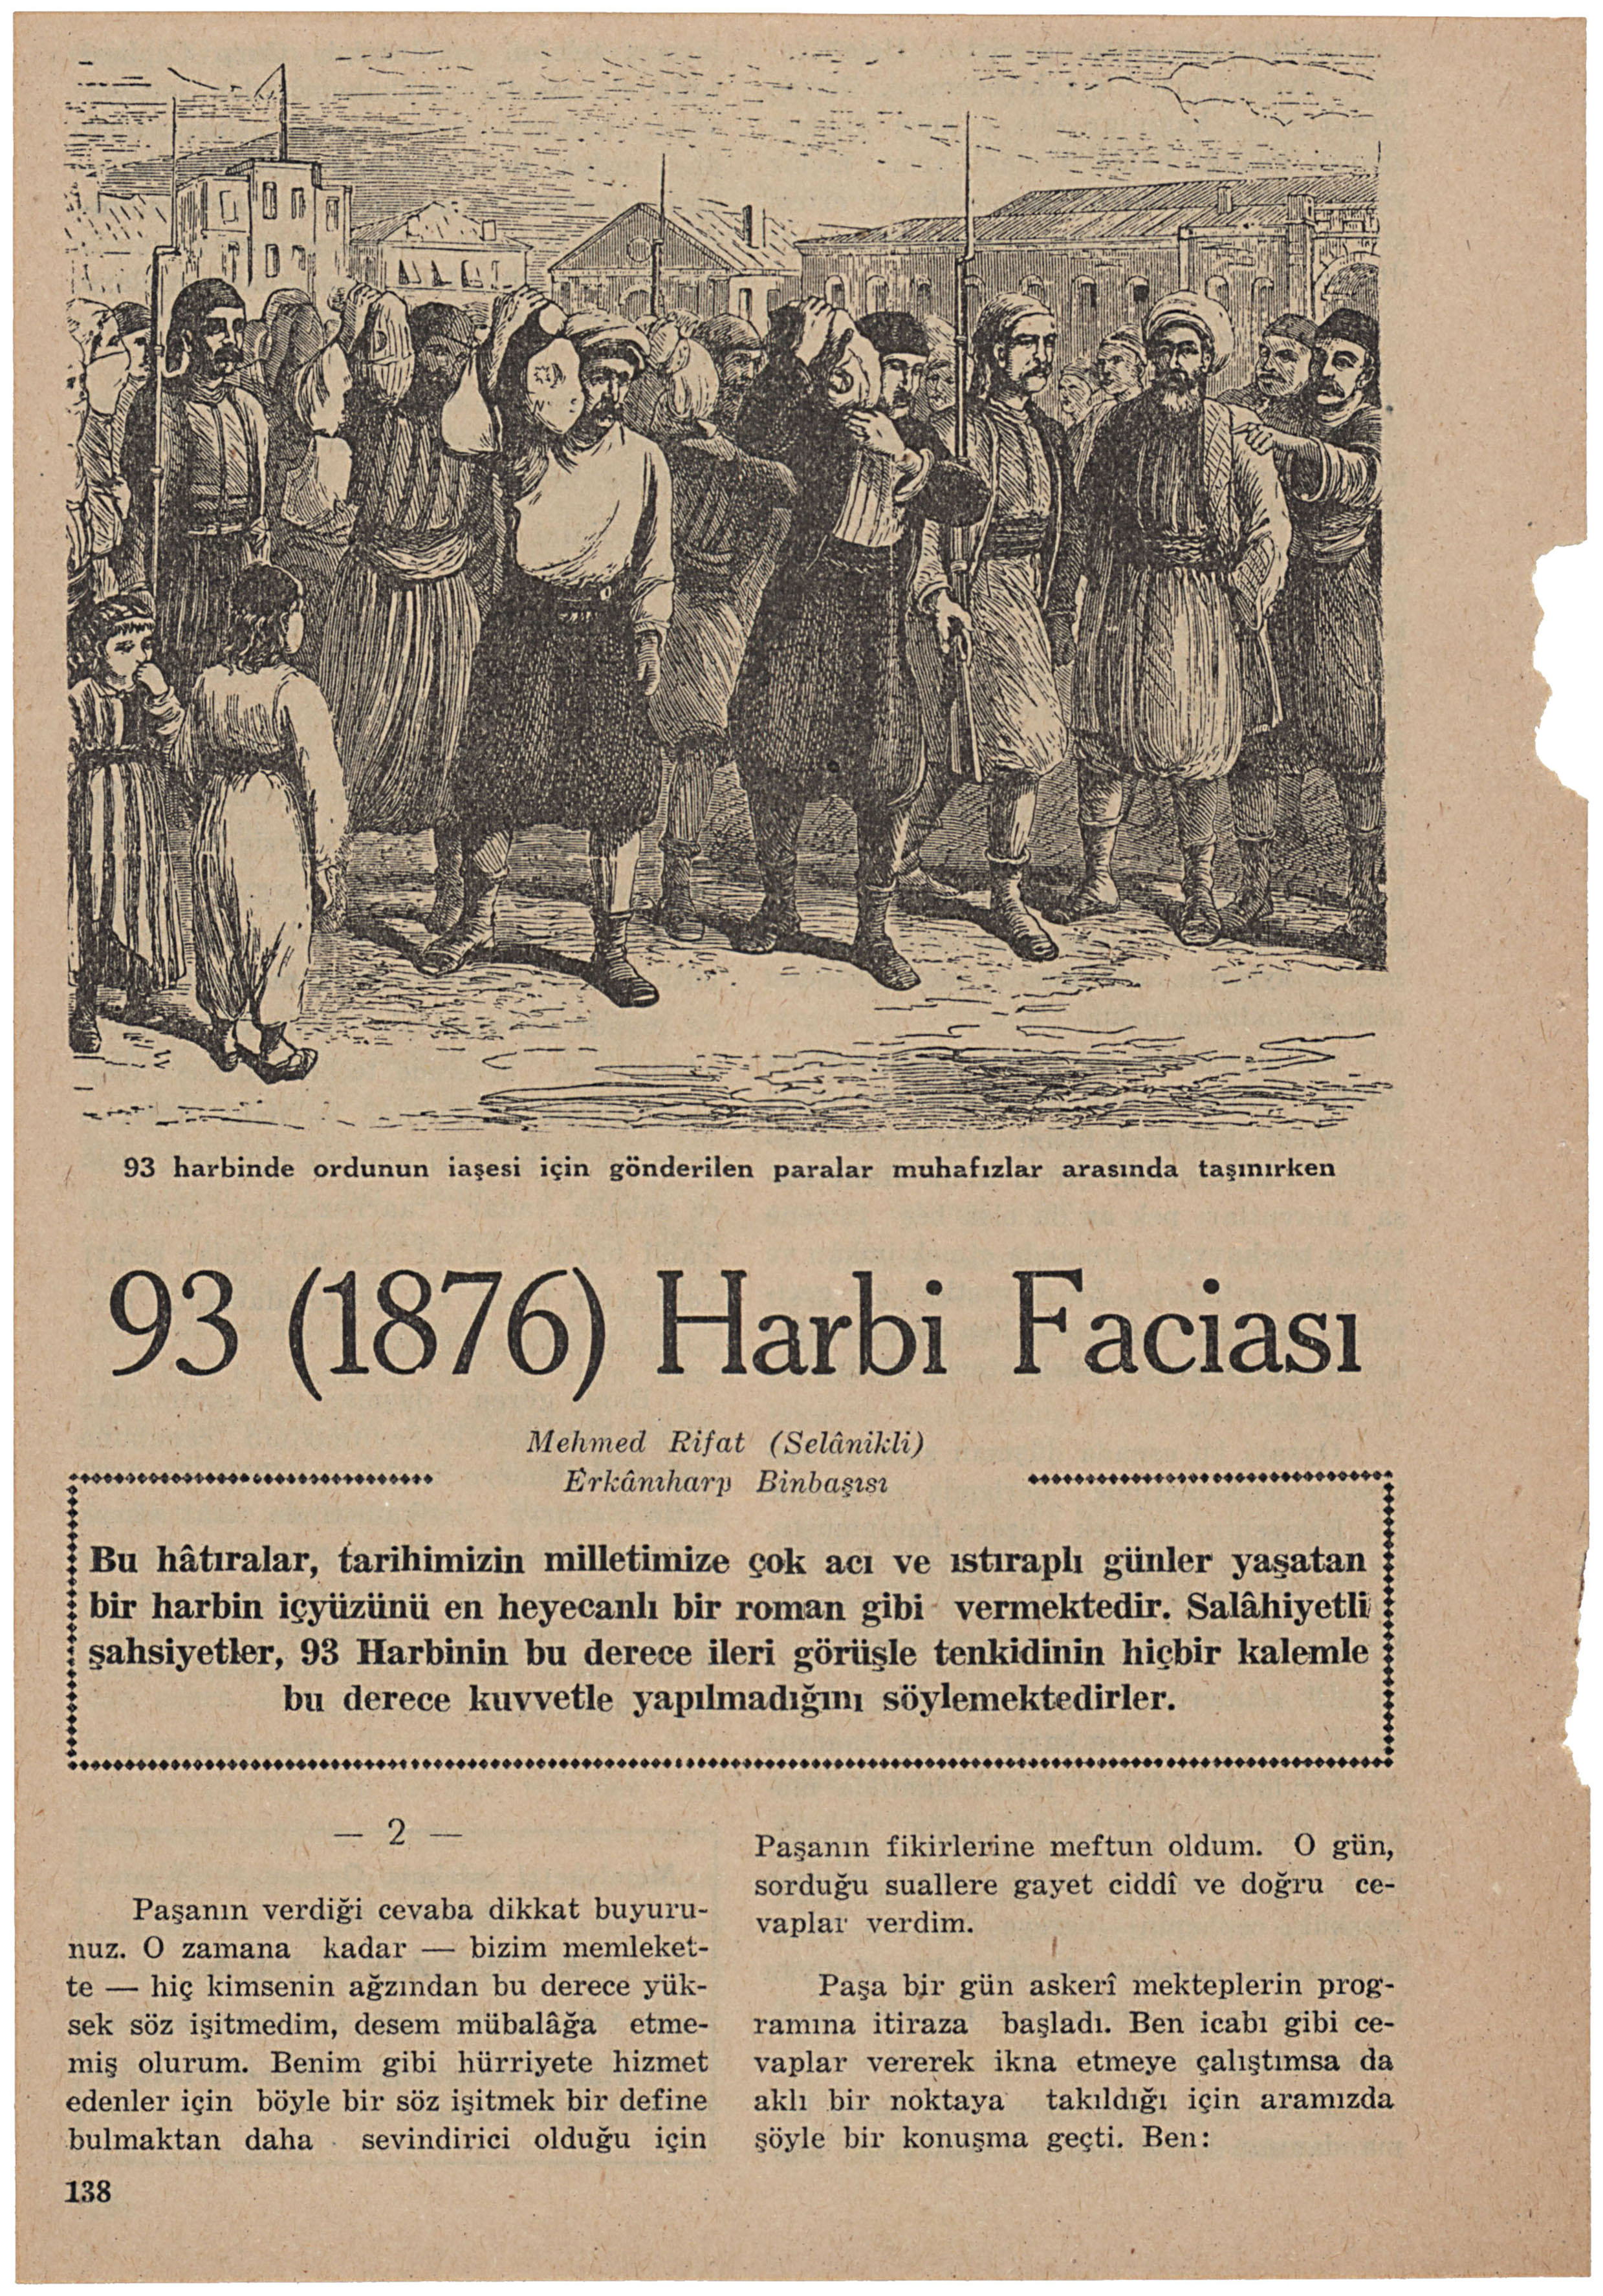 93 harbinde ordunun iaşesi için gönderilen paralar muhafızlar arasında taşınırken
93 (1876) Harbi Faciası
Mehmed Rifat (Selânikli)
Erkânıharp Binbaşısı
Bu hâtıralar, tarihimizin milletimize çok acı ve ıstıraplı günler yaşatan
bir harbin içyüzünü en heyecanlı bir roman gibi vermektedir. Salâhiyetli
şahsiyetler, 93 Harbinin bu derece ileri görüşle tenkidinin hiçbir kalemle
bu derece kuvvetle yapılmadığını söylemektedirler.
— 2 —
Paşanın verdiği cevaba dikkat buyuru-
nuz. O zamana kadar — bizim memleket-
te — hiç kimsenin ağzından bu derece yük-
sek söz işitmedim, desem mübalâğa etme-
miş olurum. Benim gibi hürriyete hizmet
edenler için böyle bir söz işitmek bir define
bulmaktan daha sevindirici olduğu için
Paşanın fikirlerine meftun oldum. O gün,
sorduğu suallere gayet ciddî ve doğru ce-
vaplar verdim.
Paşa bir gün askerî mekteplerin prog-
ramına itiraza başladı. Ben icabı gibi ce-
vaplar vererek ikna etmeye çalıştımsa da
aklı bir noktaya takıldığı için aramızda
şöyle bir konuşma geçti. Ben:
138